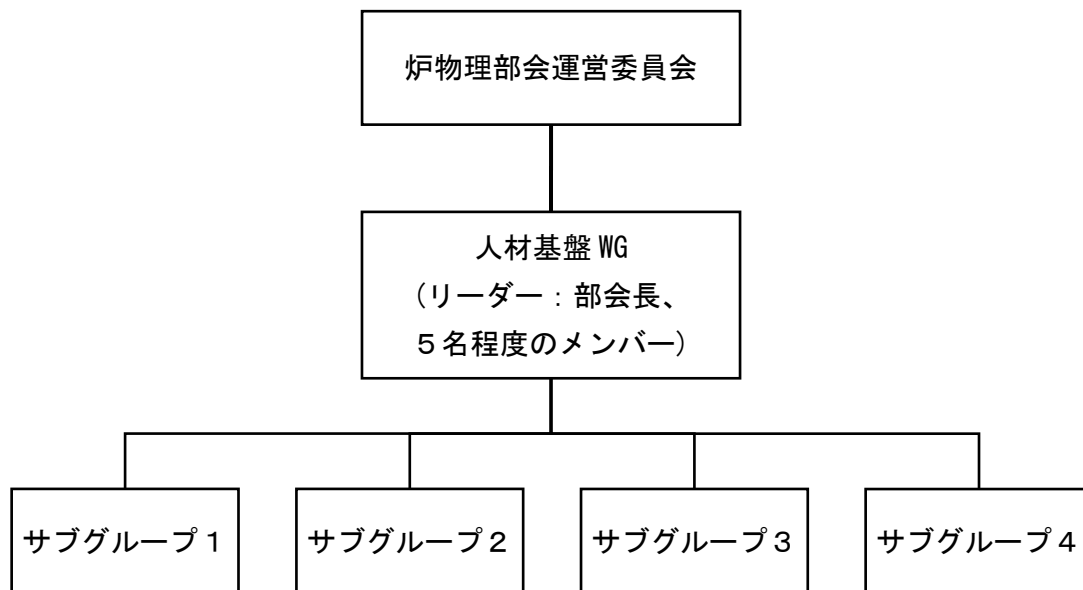 炉物理部会運営委員会
人材基盤 WG
(リーダー：部会長、
５名程度のメンバー)
サブグループ１
サブグループ２
サブグループ３
サブグループ４